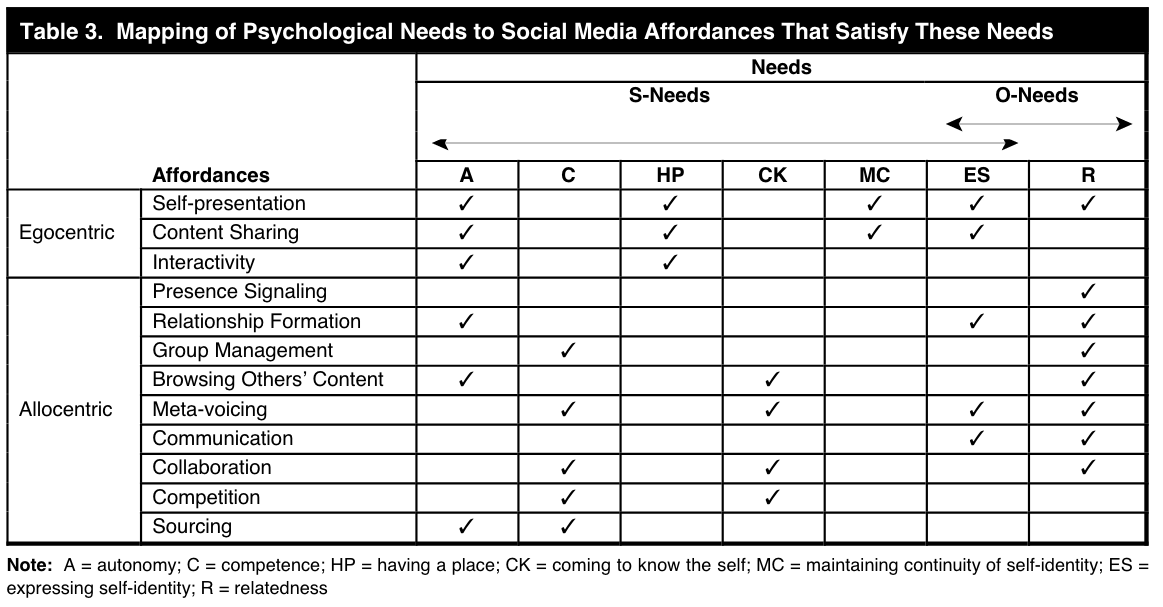 Table 3. Mapping of Psychological Needs to Social Media Affordances That Satisfy These Needs
Needs
S-Needs O-Needs
Affordances A C HP CK MC ES R
Egocentric
Self-presentation ✓ ✓ ✓ ✓ ✓
Content Sharing ✓ ✓ ✓ ✓
Interactivity ✓ ✓
Allocentric
Presence Signaling ✓
Relationship Formation ✓ ✓ ✓
Group Management ✓ ✓
Browsing Others’ Content ✓ ✓ ✓
Meta-voicing ✓ ✓ ✓ ✓
Communication ✓ ✓
Collaboration ✓ ✓ ✓
Competition ✓ ✓
Sourcing ✓ ✓
Note: A = autonomy; C = competence; HP = having a place; CK = coming to know the self; MC = maintaining continuity of self-identity; ES =
expressing self-identity; R = relatedness